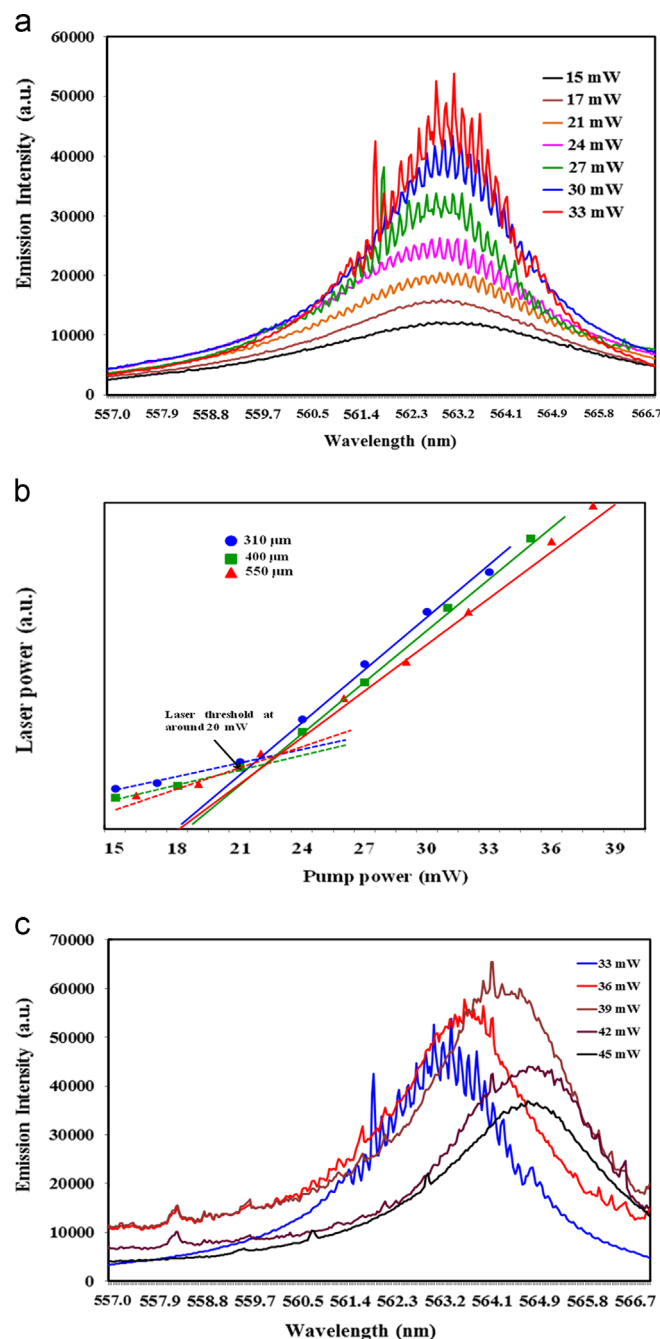 a
60000
50000
40000
30000
20000
10000
0
Emission Intensity (a.u.)
15 mW
17 mW
21 mW
24 mW
27 mW
30 mW
33 mW
557.0 557.9 558.8 559.7 560.5 561.4 562.3 563.2 564.1 564.9 565.8 566.7
Wavelength (nm)
b
310 µm
400 µm
550 µm
Laser power (a.u.)
Laser threshold at
around 20 mW
15 18 21 24 27 30 33 36 39
Pump power (mW)
c
70000
60000
50000
40000
30000
20000
10000
0
Emission Intensity (a.u.)
33 mW
36 mW
39 mW
42 mW
45 mW
557.0 557.9 558.8 559.7 560.5 561.4 562.3 563.2 564.1 564.9 565.8 566.7
Wavelength (nm)